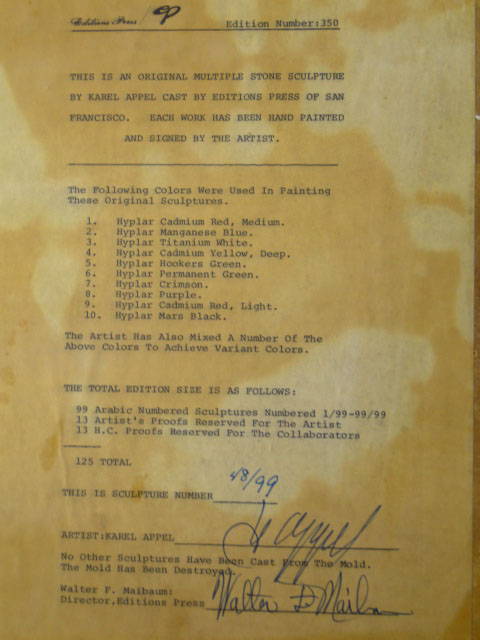 Editions Press / ep
Edition Number:350
THIS IS AN ORIGINAL MULTIPLE STONE SCULPTURE
BY KAREL APPEL CAST BY EDITIONS PRESS OF SAN
FRANCISCO. EACH WORK HAS BEEN HAND PAINTED
AND SIGNED BY THE ARTIST.
The Following Colors Were Used In Painting
These Original Sculptures.
1. Hyplar Cadmium Red, Medium.
2. Hyplar Manganese Blue.
3. Hyplar Titanium White.
4. Hyplar Cadmium Yellow, Deep.
5. Hyplar Hookers Green.
6. Hyplar Permanent Green.
7. Hyplar Crimson.
8. Hyplar Purple.
9. Hyplar Cadmium Red, Light.
10. Hyplar Mars Black.
The Artist Has Also Mixed A Number Of The
Above Colors To Achieve Variant Colors.
THE TOTAL EDITION SIZE IS AS FOLLOWS:
99 Arabic Numbered Sculptures Numbered 1/99-99/99
13 Artist's Proofs Reserved For The Artist
13 H.C. Proofs Reserved For The Collaborators
125 TOTAL
THIS IS SCULPTURE NUMBER 48/99
ARTIST:KAREL APPEL K Appel
No Other Sculptures Have Been Cast From The Mold.
The Mold Has Been Destroyed.
Walter F. Maibaum:
Director,Editions Press Walter F Maibaum